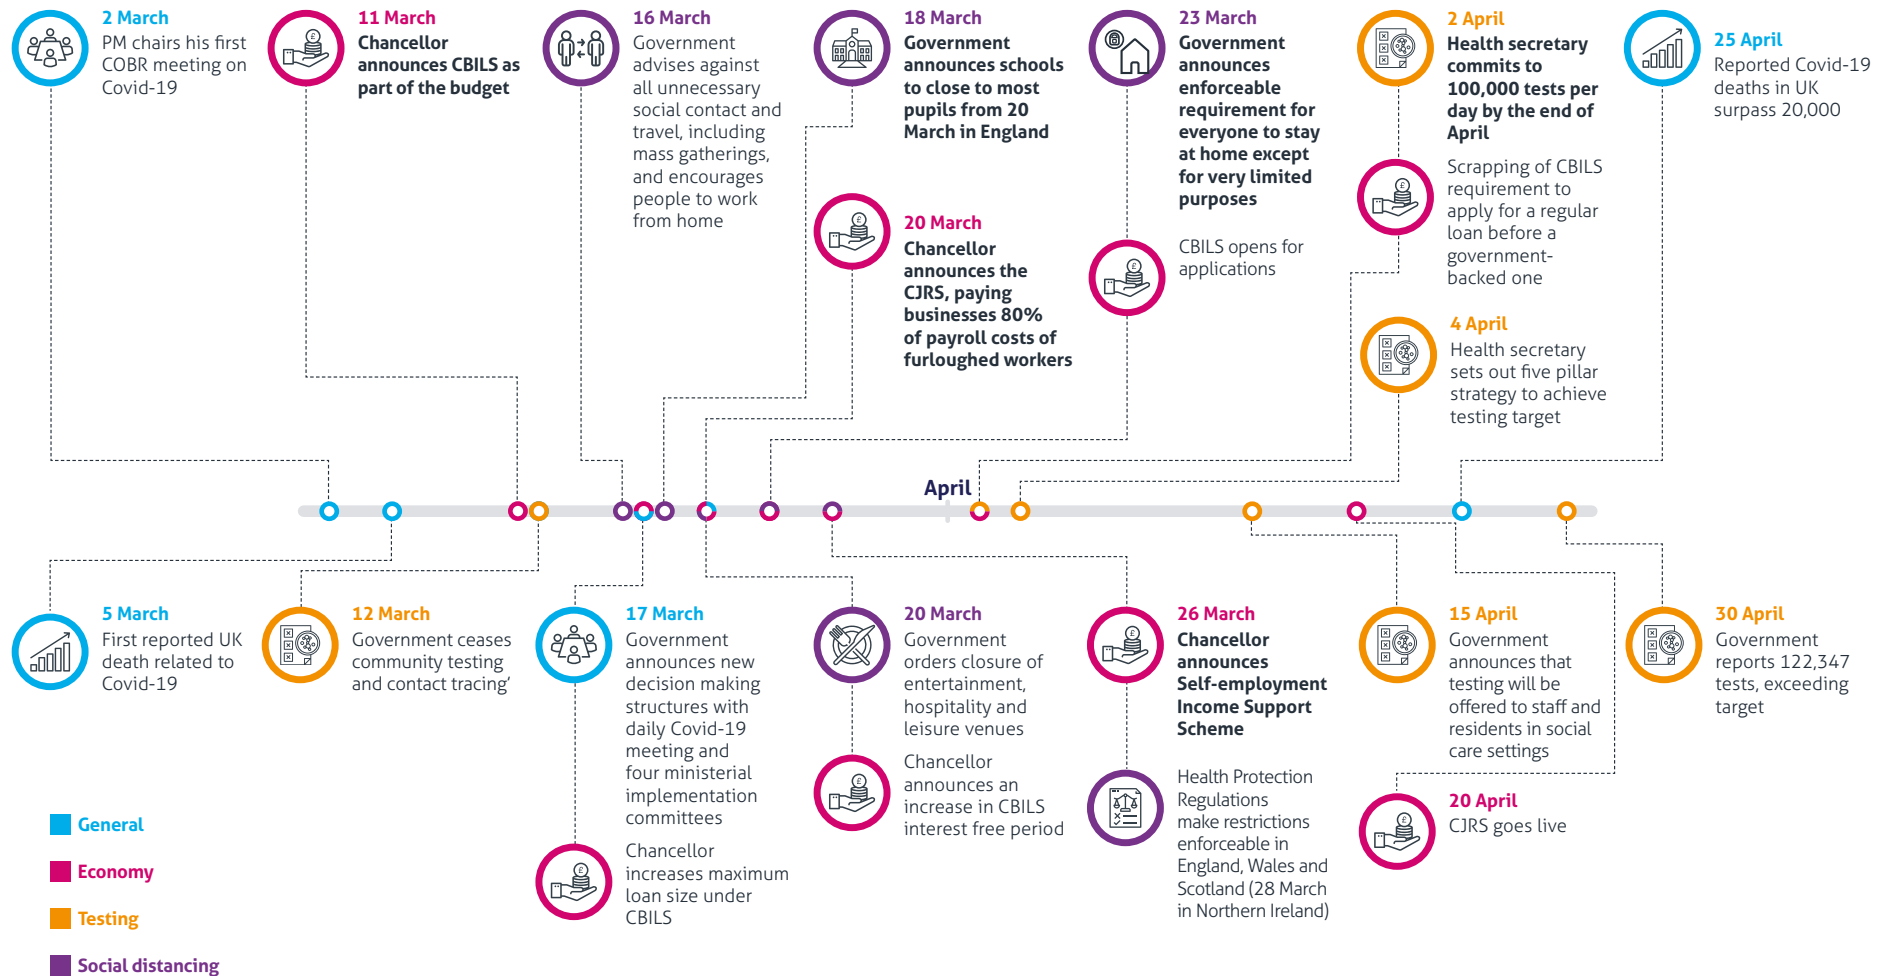 2 March
PM chairs his first
COBR meeting on
Covid-19
11 March
Chancellor
announces CBILS as
part of the budget
16 March
Government
advises against
all unnecessary
social contact and
travel, including
mass gatherings,
and encourages
people to work
from home
18 March
Government
announces schools
to close to most
pupils from 20
March in England
20 March
Chancellor
announces the
CJRS, paying
businesses 80%
of payroll costs of
furloughed workers
23 March
Government
announces
enforceable
requirement for
everyone to stay
at home except
for very limited
purposes
CBILS opens for
applications
2 April
Health secretary
commits to
100,000 tests per
day by the end of
April
Scrapping of CBILS
requirement to
apply for a regular
loan before a
government-
backed one
4 April
Health secretary
sets out five pillar
strategy to achieve
testing target
25 April
Reported Covid-19
deaths in UK
surpass 20,000
April
5 March
First reported UK
death related to
Covid-19
12 March
Government ceases
community testing
and contact tracing’
17 March
Government
announces new
decision making
structures with
daily Covid-19
meeting and
four ministerial
implementation
committees
Chancellor
increases maximum
loan size under
CBILS
20 March
Government
orders closure of
entertainment,
hospitality and
leisure venues
Chancellor
announces an
increase in CBILS
interest free period
26 March
Chancellor
announces
Self-employment
Income Support
Scheme
Health Protection
Regulations
make restrictions
enforceable in
England, Wales and
Scotland (28 March
in Northern Ireland)
15 April
Government
announces that
testing will be
offered to staff and
residents in social
care settings
20 April
CJRS goes live
30 April
Government
reports 122,347
tests, exceeding
target
General
Economy
Testing
Social distancing